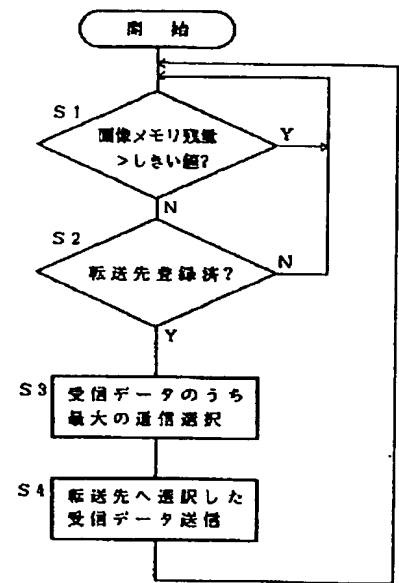 開始
S1
画像メモリ残量
>しきい値?
Y
N
S2
転送先登録済?
N
Y
S3
受信データのうち
最大の通信選択
S4
転送先へ選択した
受信データ送信